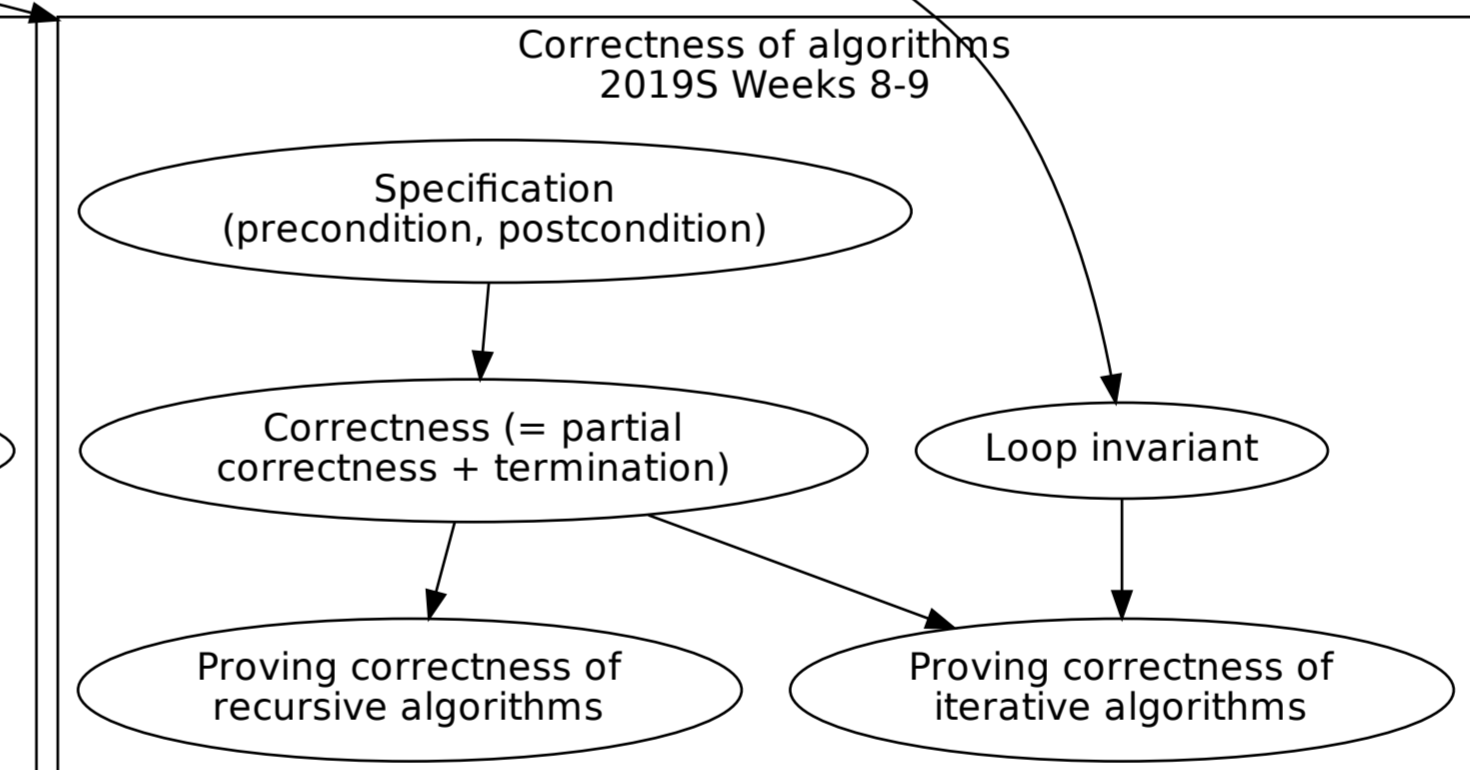 Correctness of algorithms
2019S Weeks 8-9
Specification
(precondition, postcondition)
Correctness (= partial
correctness + termination)
Loop invariant
Proving correctness of
recursive algorithms
Proving correctness of
iterative algorithms